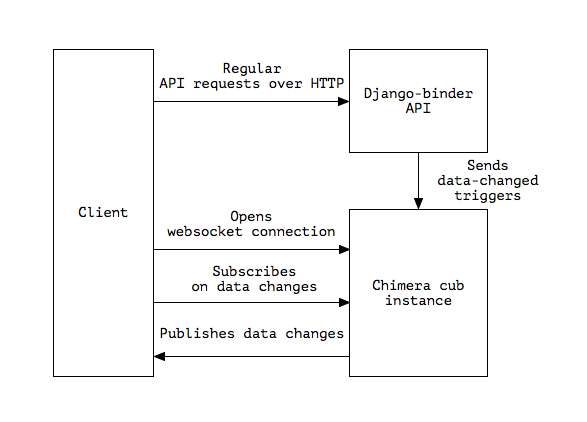 Regular
API requests over HTTP
Django-binder
API
Sends
data-changed
triggers
Client
Opens
websocket connection
Subscribes
on data changes
Chimera cub
instance
Publishes data changes